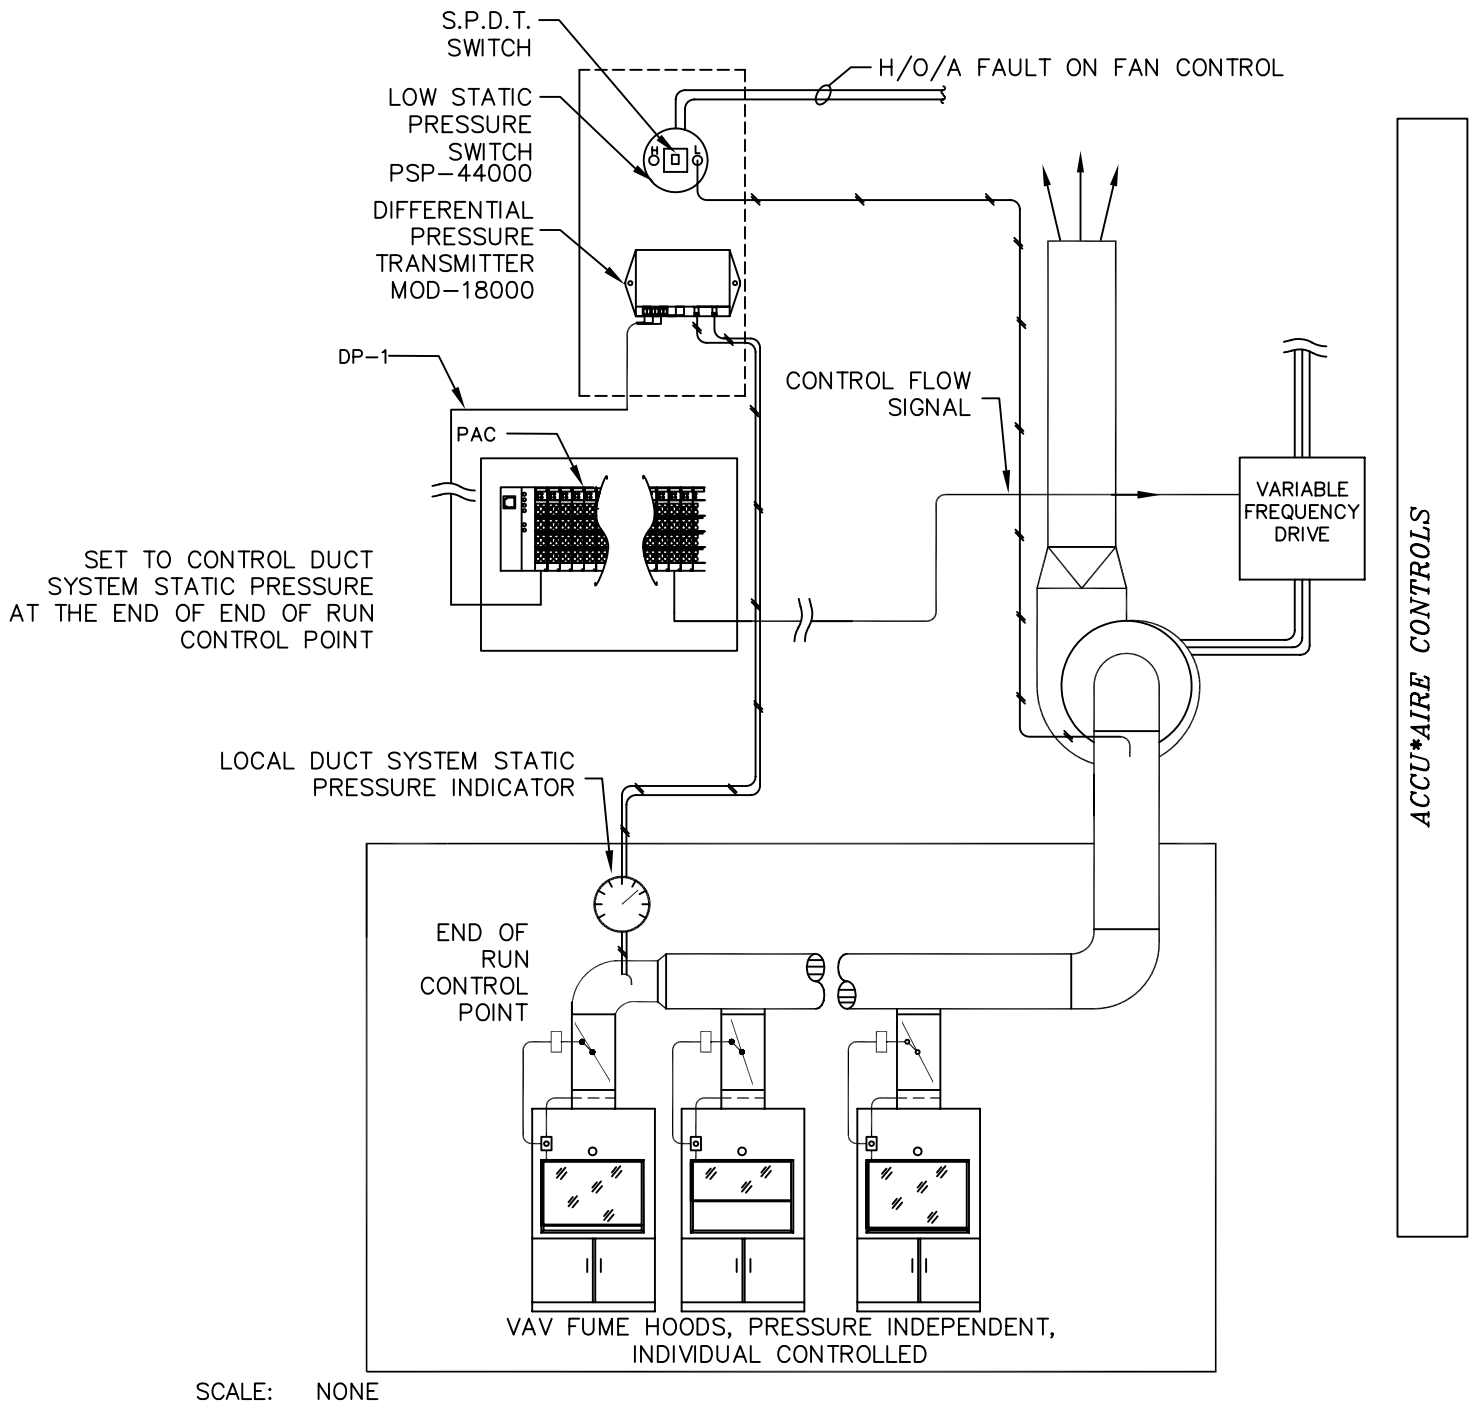 S.P.D.T.
SWITCH
H/O/A FAULT ON FAN CONTROL
LOW STATIC
PRESSURE
SWITCH
PSP-44000
H
L
DIFFERENTIAL
PRESSURE
TRANSMITTER
MOD-18000
DP-1
CONTROL FLOW
SIGNAL
PAC
VARIABLE
FREQUENCY
DRIVE
SET TO CONTROL DUCT
SYSTEM STATIC PRESSURE
AT THE END OF END OF RUN
CONTROL POINT
ACCU*AIRE CONTROLS
LOCAL DUCT SYSTEM STATIC
PRESSURE INDICATOR
END OF
RUN
CONTROL
POINT
VAV FUME HOODS, PRESSURE INDEPENDENT,
INDIVIDUAL CONTROLLED
SCALE: NONE